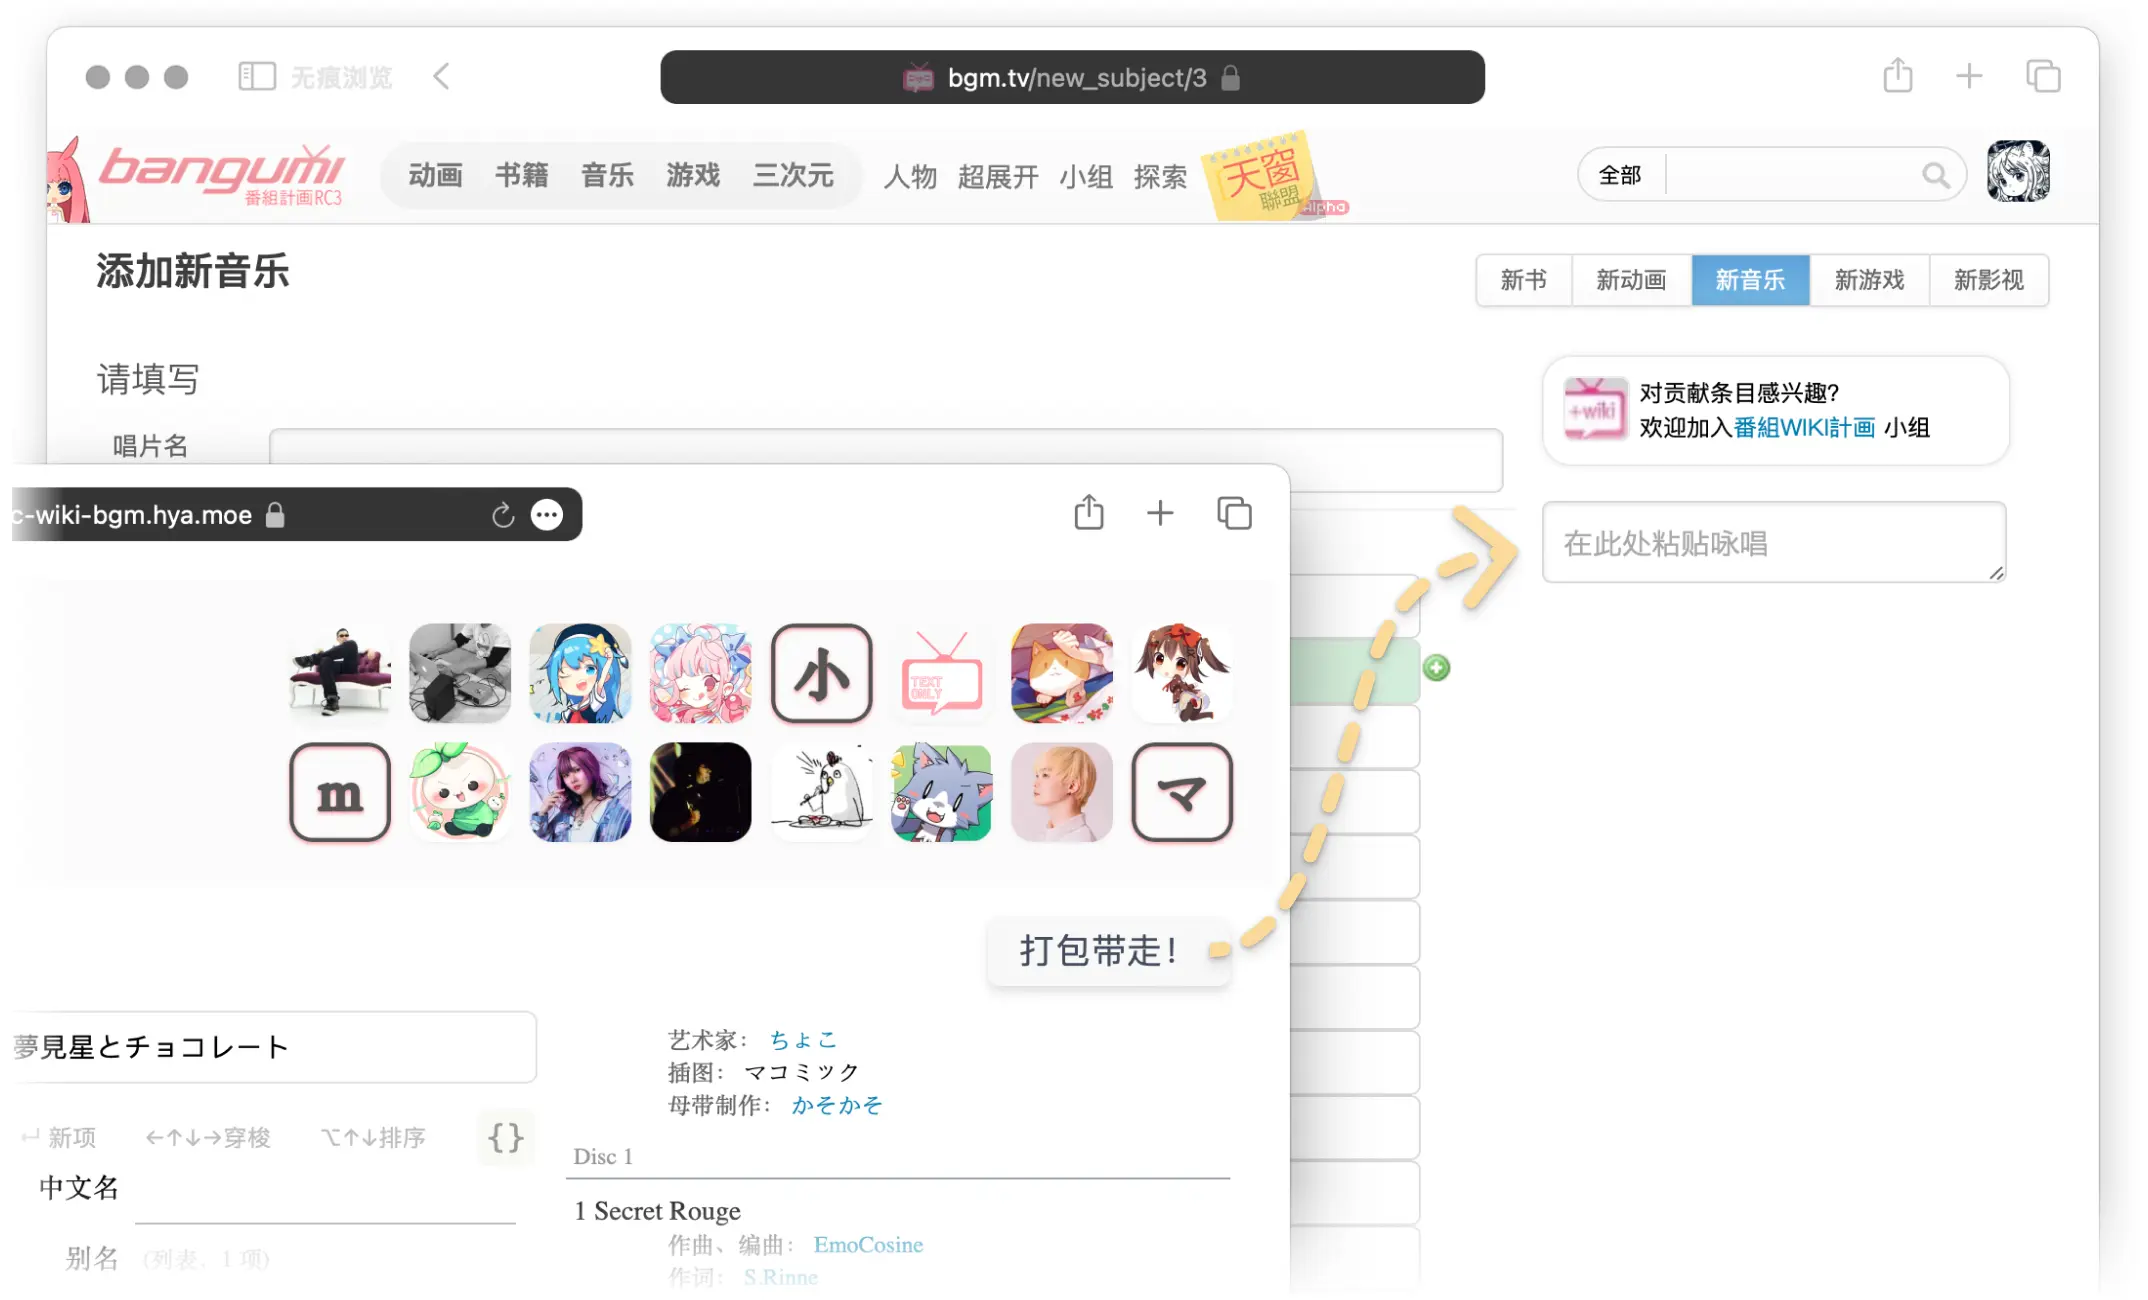 无痕浏览
bgm.tv/new_subject/3
bangumi
番組計画RC3
动画 书籍 音乐 游戏 三次元 人物 超展开 小组 探索
天窗
聯盟
alpha
全部
添加新音乐
新书 新动画 新音乐 新游戏 新影视
请填写
唱片名
+wiki
对贡献条目感兴趣?
欢迎加入番組WIKI計画 小组
在此处粘贴咏唱
c-wiki-bgm.hya.moe
小
TEXT
ONLY
m
マ
打包带走!
夢見星とチョコレート
↵ 新项 ←↑↓→穿梭 ⌥↑↓排序 {}
中文名
别名 (列表，1 项)
艺术家： ちょこ
插图： マコミック
母带制作： かそかそ
Disc 1
1 Secret Rouge
作曲、编曲： EmoCosine
作词： S.Rinne